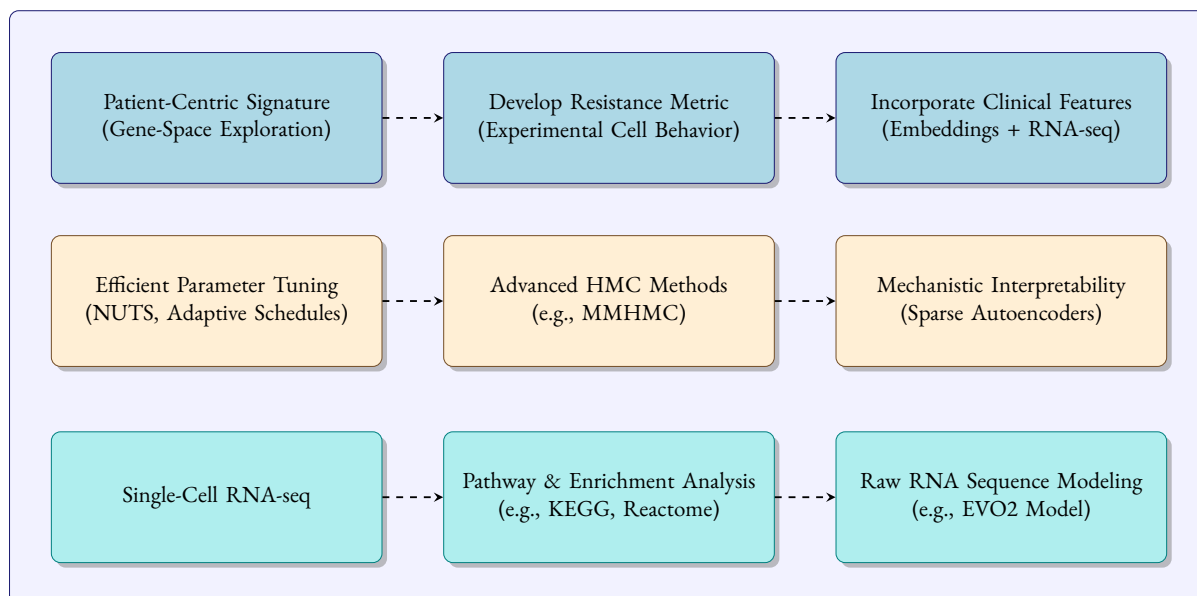 Patient-Centric Signature
(Gene-Space Exploration)
Develop Resistance Metric
(Experimental Cell Behavior)
Incorporate Clinical Features
(Embeddings + RNA-seq)
Efficient Parameter Tuning
(NUTS, Adaptive Schedules)
Advanced HMC Methods
(e.g., MMHMC)
Mechanistic Interpretability
(Sparse Autoencoders)
Single-Cell RNA-seq
Pathway & Enrichment Analysis
(e.g., KEGG, Reactome)
Raw RNA Sequence Modeling
(e.g., EVO2 Model)